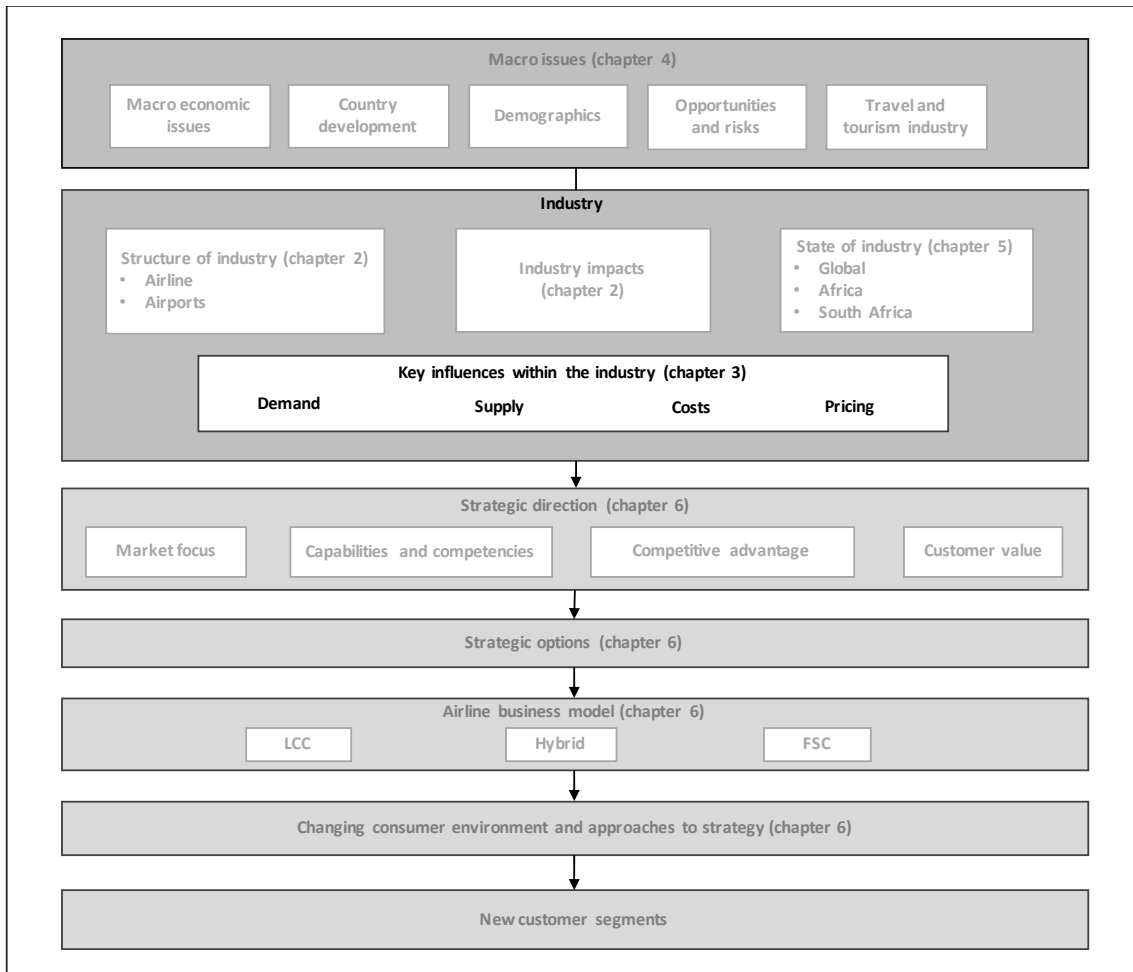 Macro issues (chapter 4)
Macro economic
issues
Country
development
Demographics
Opportunities
and risks
Travel and
tourism industry
Industry
Structure of industry (chapter 2)
• Airline
• Airports
Industry impacts
(chapter 2)
State of industry (chapter 5)
• Global
• Africa
• South Africa
Key influences within the industry (chapter 3)
Demand Supply Costs Pricing
Strategic direction (chapter 6)
Market focus
Capabilities and competencies
Competitive advantage
Customer value
Strategic options (chapter 6)
Airline business model (chapter 6)
LCC
Hybrid
FSC
Changing consumer environment and approaches to strategy (chapter 6)
New customer segments